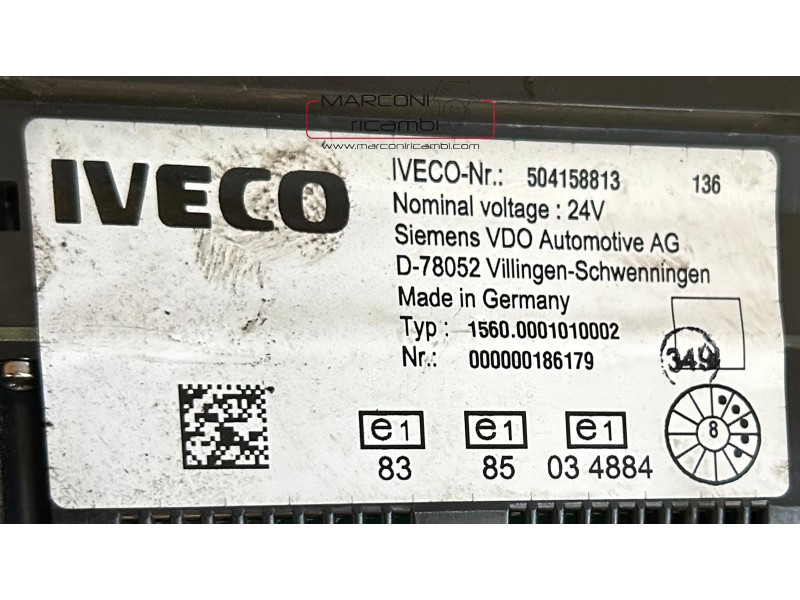 MARCONI
ricambi
www.marconiricambi.com
IVECO
IVECO-Nr.: 504158813 136
Nominal voltage : 24V
Siemens VDO Automotive AG
D-78052 Villingen-Schwenningen
Made in Germany
Typ : 1560.0001010002
Nr.: 000000186179
349
e1 e1 e1
83 85 03 4884
8